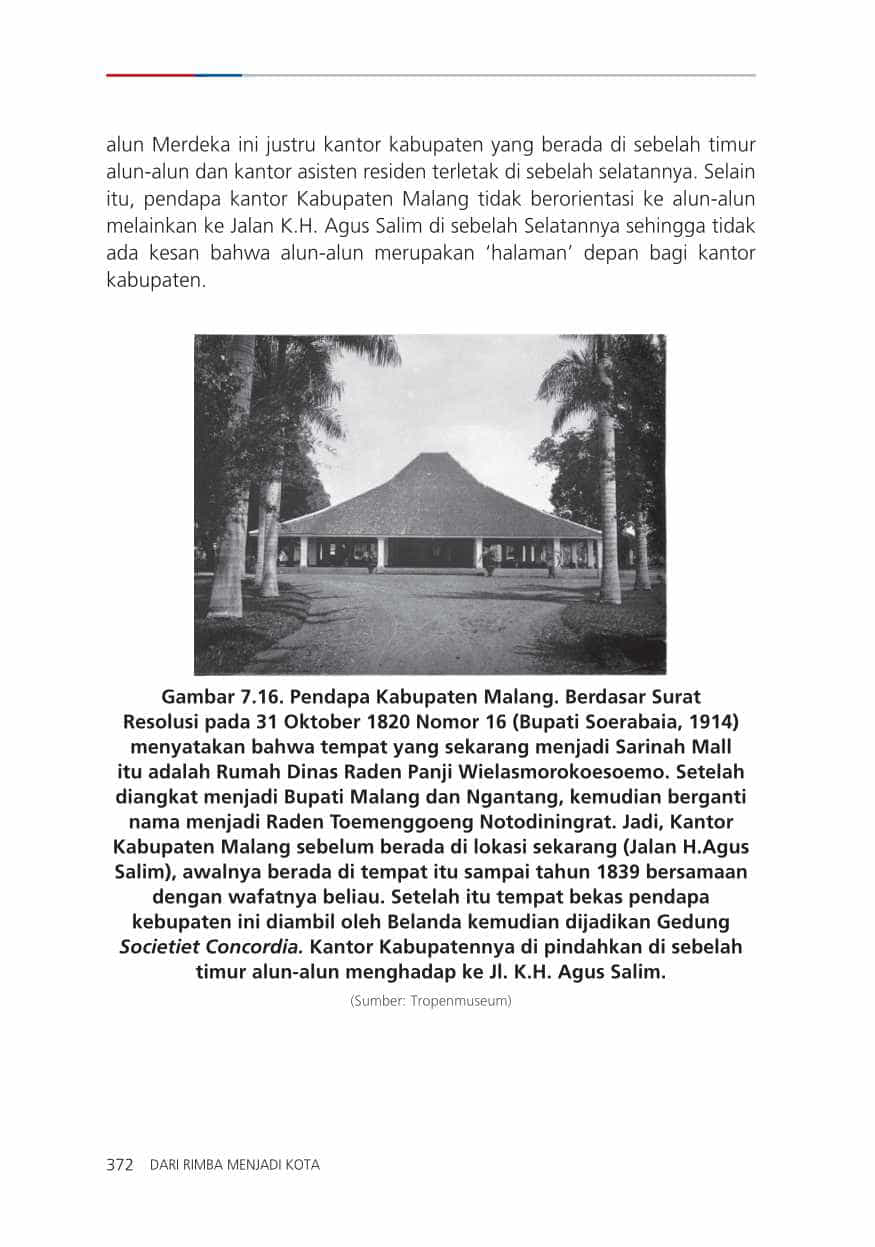 alun Merdeka ini justru kantor kabupaten yang berada di sebelah timur
alun-alun dan kantor asisten residen terletak di sebelah selatannya. Selain
itu, pendapa kantor Kabupaten Malang tidak berorientasi ke alun-alun
melainkan ke Jalan K.H. Agus Salim di sebelah Selatannya sehingga tidak
ada kesan bahwa alun-alun merupakan ‘halaman’ depan bagi kantor
kabupaten.
Gambar 7.16. Pendapa Kabupaten Malang. Berdasar Surat
Resolusi pada 31 Oktober 1820 Nomor 16 (Bupati Soerabaia, 1914)
menyatakan bahwa tempat yang sekarang menjadi Sarinah Mall
itu adalah Rumah Dinas Raden Panji Wielasmorokoesoemo. Setelah
diangkat menjadi Bupati Malang dan Ngantang, kemudian berganti
nama menjadi Raden Toemenggoeng Notodiningrat. Jadi, Kantor
Kabupaten Malang sebelum berada di lokasi sekarang (Jalan H.Agus
Salim), awalnya berada di tempat itu sampai tahun 1839 bersamaan
dengan wafatnya beliau. Setelah itu tempat bekas pendapa
kebupaten ini diambil oleh Belanda kemudian dijadikan Gedung
Societiet Concordia. Kantor Kabupatennya di pindahkan di sebelah
timur alun-alun menghadap ke Jl. K.H. Agus Salim.
(Sumber: Tropenmuseum)
372 DARI RIMBA MENJADI KOTA